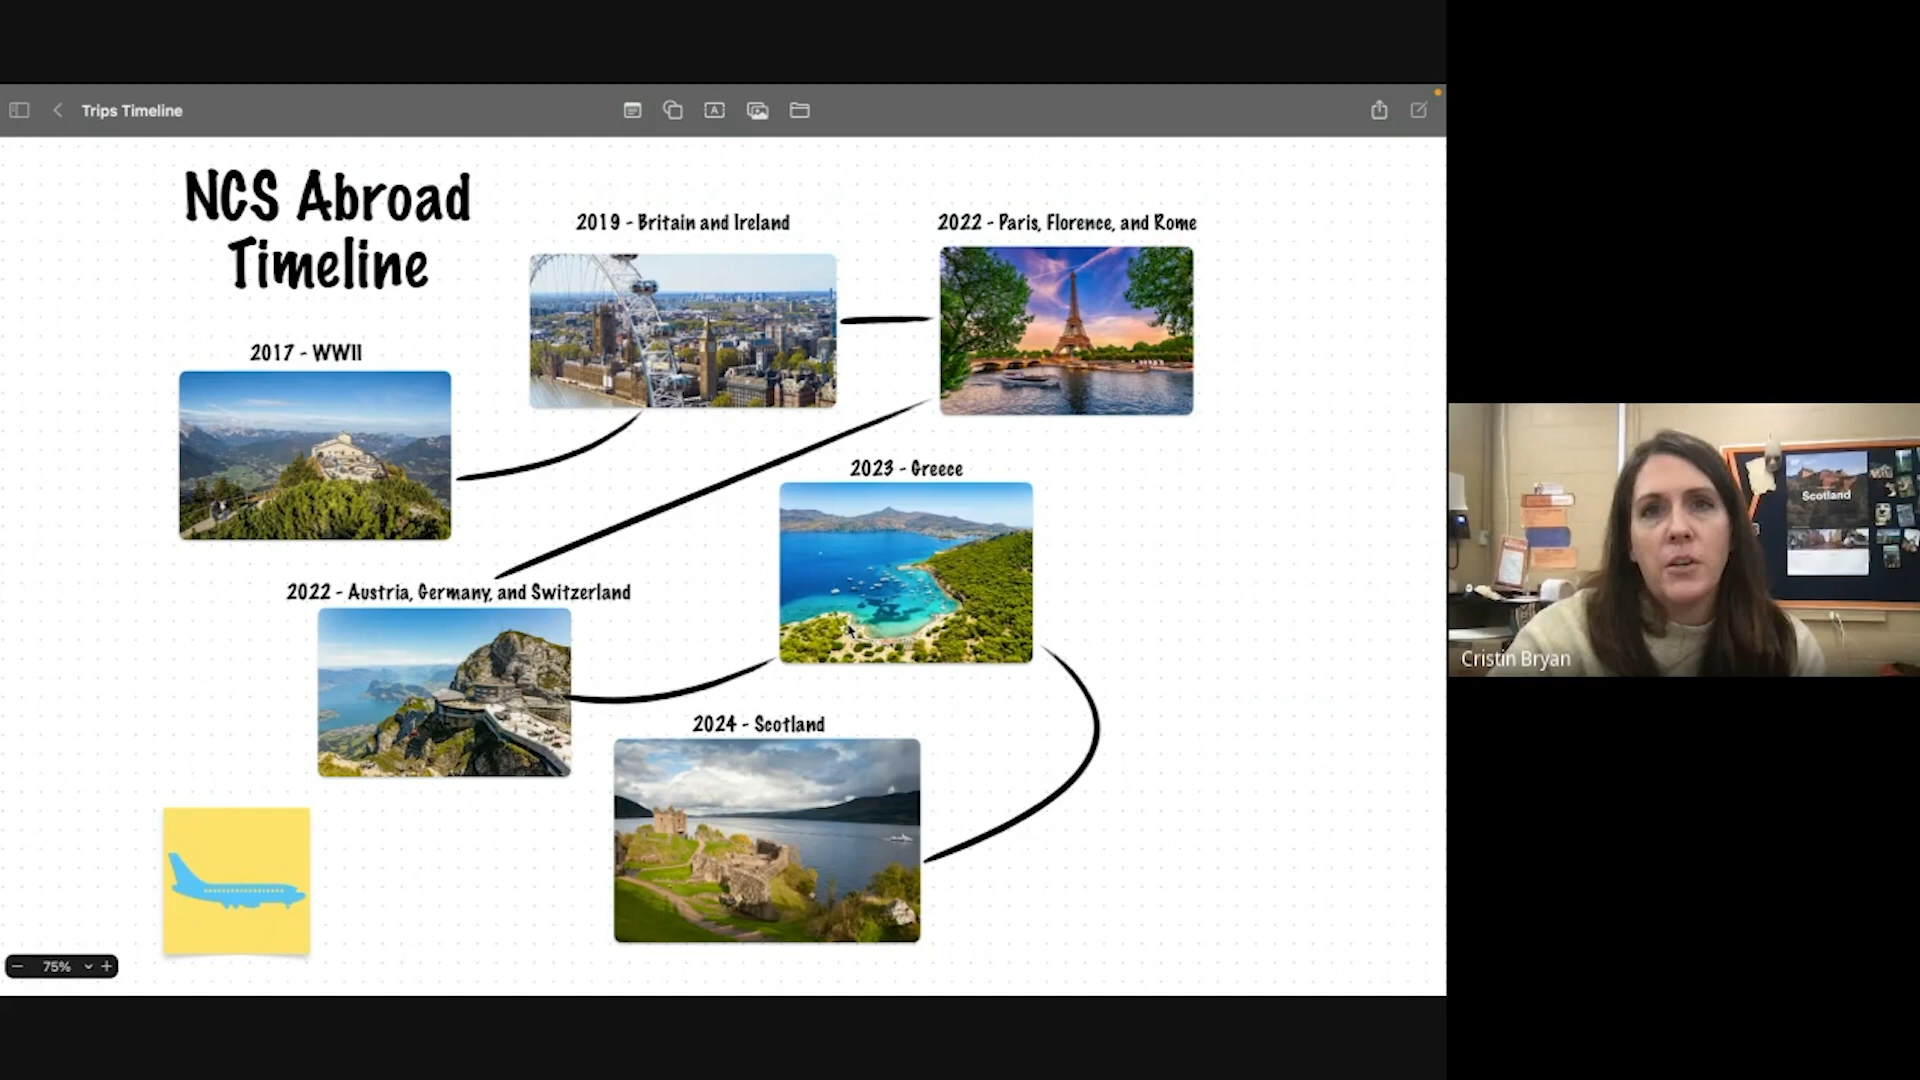 Trips Timeline
NCS Abroad
Timeline
2019 - Britain and Ireland
2022 - Paris, Florence, and Rome
2017 - WWII
2023 - Greece
2022 - Austria, Germany, and Switzerland
2024 - Scotland
75%
Scotland
Cristin Bryan